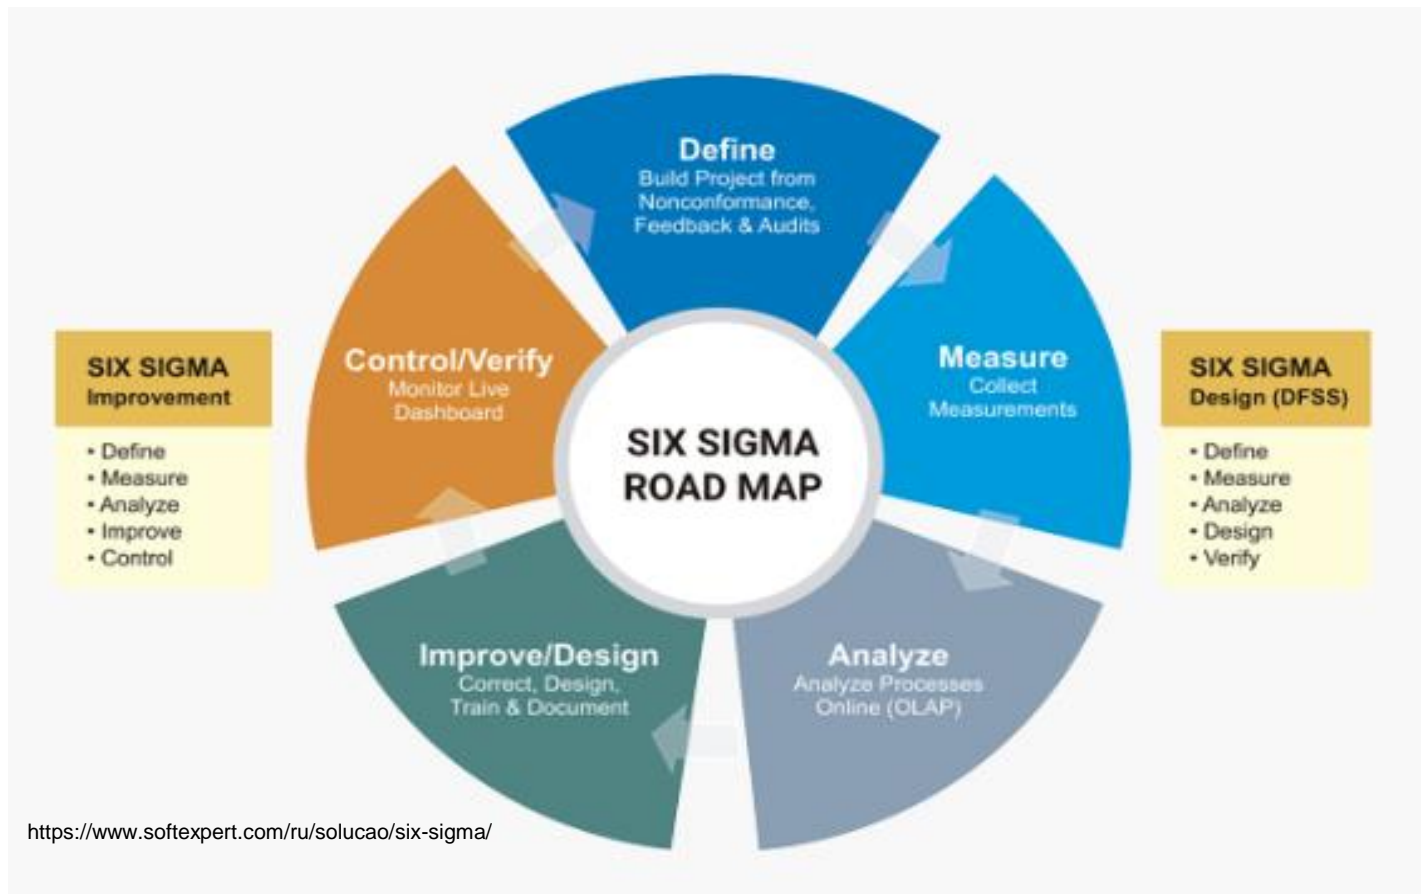 Define
Build Project from
Nonconformance,
Feedback & Audits
Measure
Collect
Measurements
Analyze
Analyze Processes
Online (OLAP)
Improve/Design
Correct, Design,
Train & Document
Control/Verify
Monitor Live
Dashboard
SIX SIGMA
ROAD MAP
SIX SIGMA
Improvement
• Define
• Measure
• Analyze
• Improve
• Control
SIX SIGMA
Design (DFSS)
• Define
• Measure
• Analyze
• Design
• Verify
https://www.softexpert.com/ru/solucao/six-sigma/